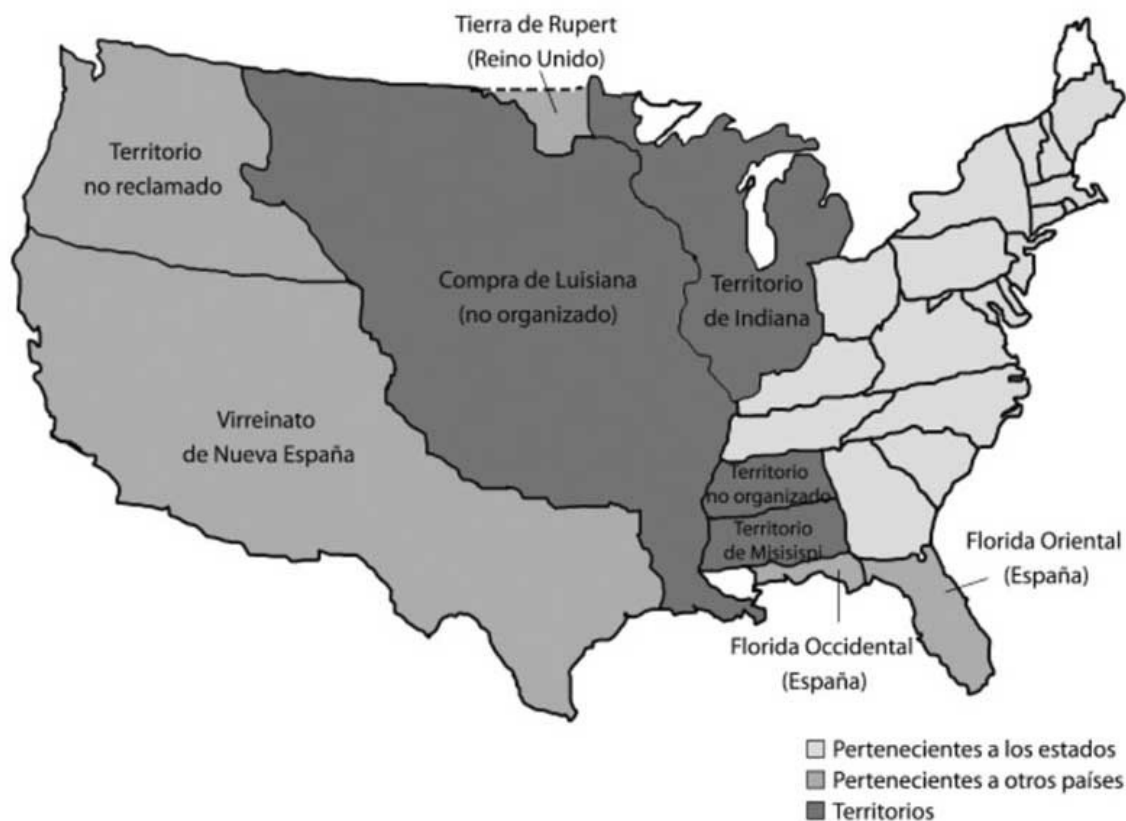 Tierra de Rupert
(Reino Unido)
Territorio
no reclamado
Compra de Luisiana
(no organizado)
Territorio
de Indiana
Virreinato
de Nueva España
Territorio
no organizado
Territorio
de Misisispi
Florida Oriental
(España)
Florida Occidental
(España)
Pertenecientes a los estados
Pertenecientes a otros países
Territorios